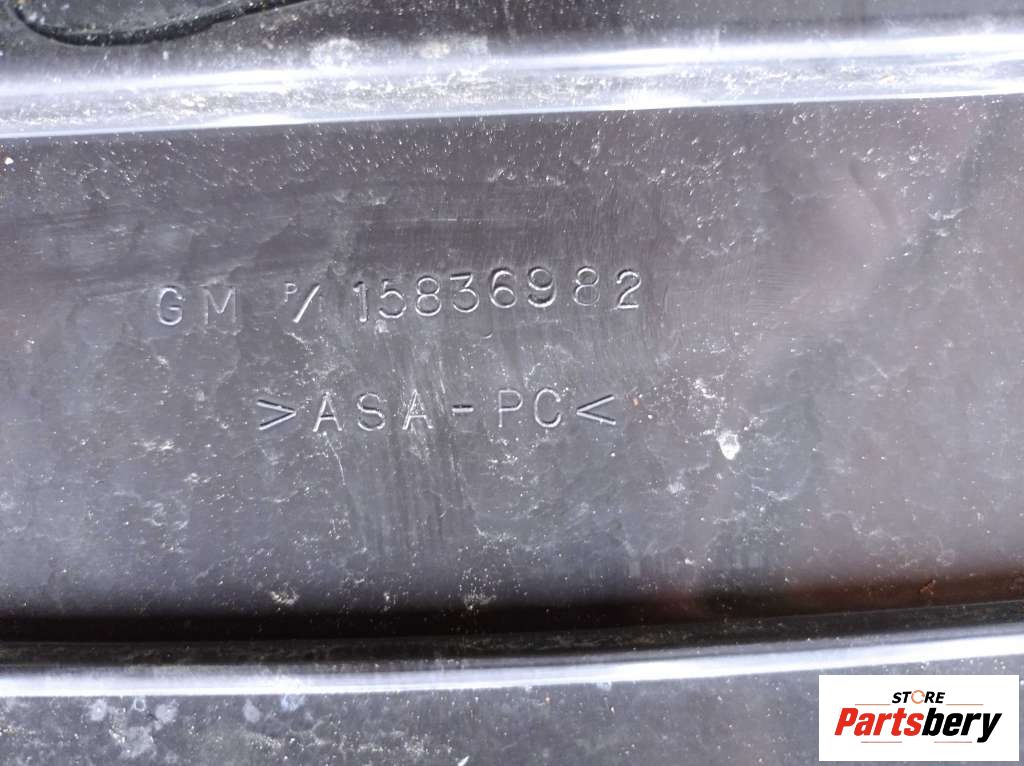 GM P/ 15836982
>ASA-PC<
STORE
Partsbery